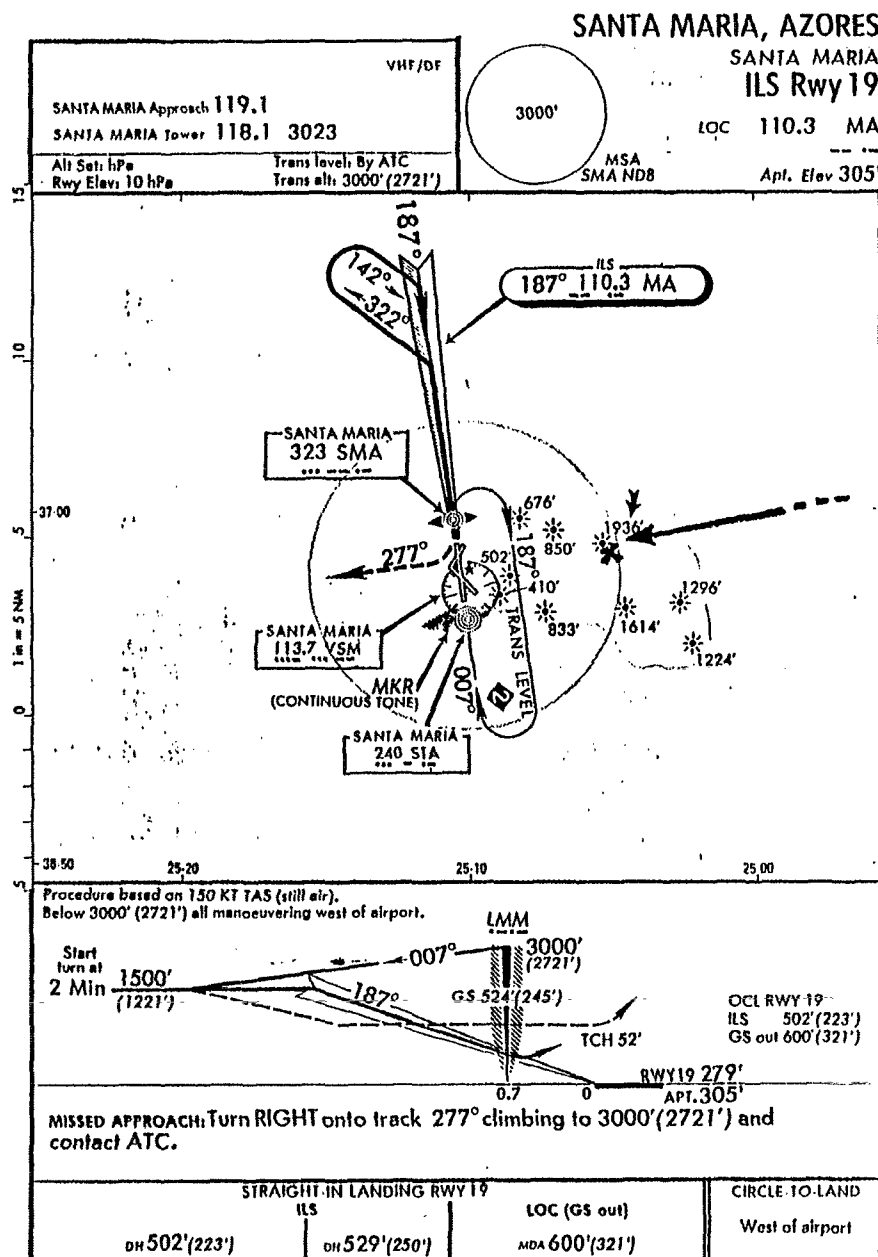 SANTA MARIA, AZORES
SANTA MARIA
ILS Rwy 19
LOC 110.3 MA
Apt. Elev 305'
VHF/DF
SANTA MARIA Approach 119.1
SANTA MARIA Tower 118.1 3023
Alt Set: hPa
Rwy Elev: 10 hPa
Trans level: By ATC
Trans alt: 3000' (2721')
3000'
MSA
SMA NDB
15
10
5
0
5
1 in = 5 NM
187°
142°
322°
ILS
187° 110.3 MA
SANTA MARIA
323 SMA
37-00
277°
676'
187°
850'
1936'
502'
410'
833'
1614'
1296'
1224'
TRANS LEVEL
SANTA MARIA
113.7 VSM
MKR
(CONTINUOUS TONE)
007°
SANTA MARIA
240 STA
36-50
25-20
25-10
25-00
Procedure based on 150 KT TAS (still air).
Below 3000' (2721') all manoeuvering west of airport.
Start
turn at
2 Min
1500'
(1221')
007°
LMM
3000'
(2721')
187°
GS 524' (245')
TCH 52'
OCL RWY 19
ILS 502' (223')
GS out 600' (321')
0.7
0
RWY 19 279'
APT. 305'
MISSED APPROACH: Turn RIGHT onto track 277° climbing to 3000' (2721') and
contact ATC.
STRAIGHT-IN LANDING RWY 19
ILS
LOC (GS out)
CIRCLE-TO-LAND
West of airport
DH 502' (223')
DH 529' (250')
MDA 600' (321')